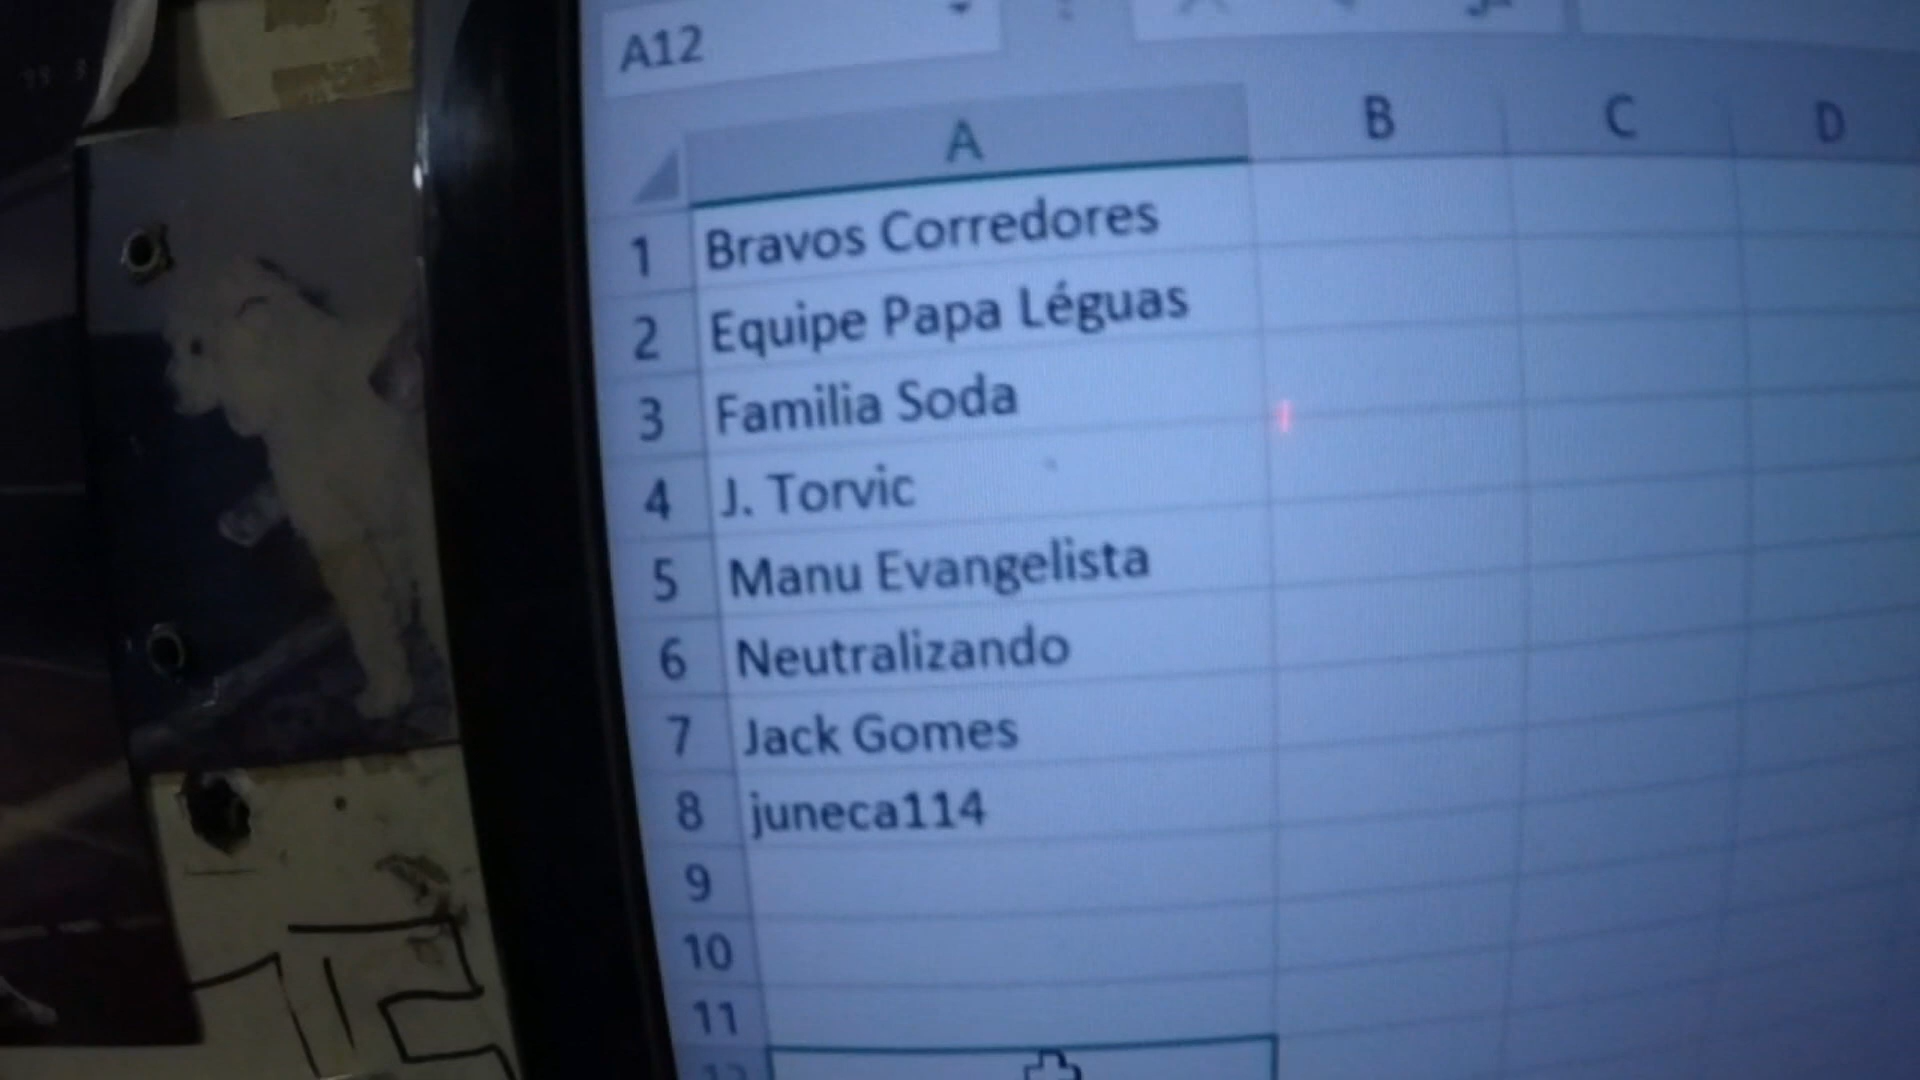 A12
A B C D
1 Bravos Corredores
2 Equipe Papa Léguas
3 Familia Soda
4 J. Torvic
5 Manu Evangelista
6 Neutralizando
7 Jack Gomes
8 juneca114
9
10
11
12